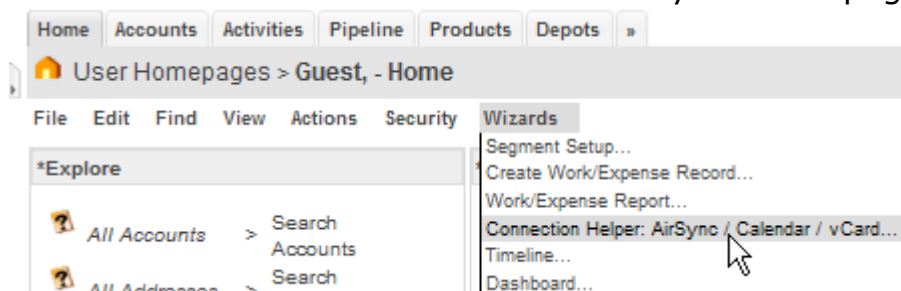 Home Accounts Activities Pipeline Products Depots »
User Homepages > Guest, - Home
File Edit Find View Actions Security Wizards
*Explore
Segment Setup...
Create Work/Expense Record...
Work/Expense Report...
Connection Helper: AirSync / Calendar / vCard...
Timeline...
Dashboard...
All Accounts > Search Accounts
All Addresses > Search